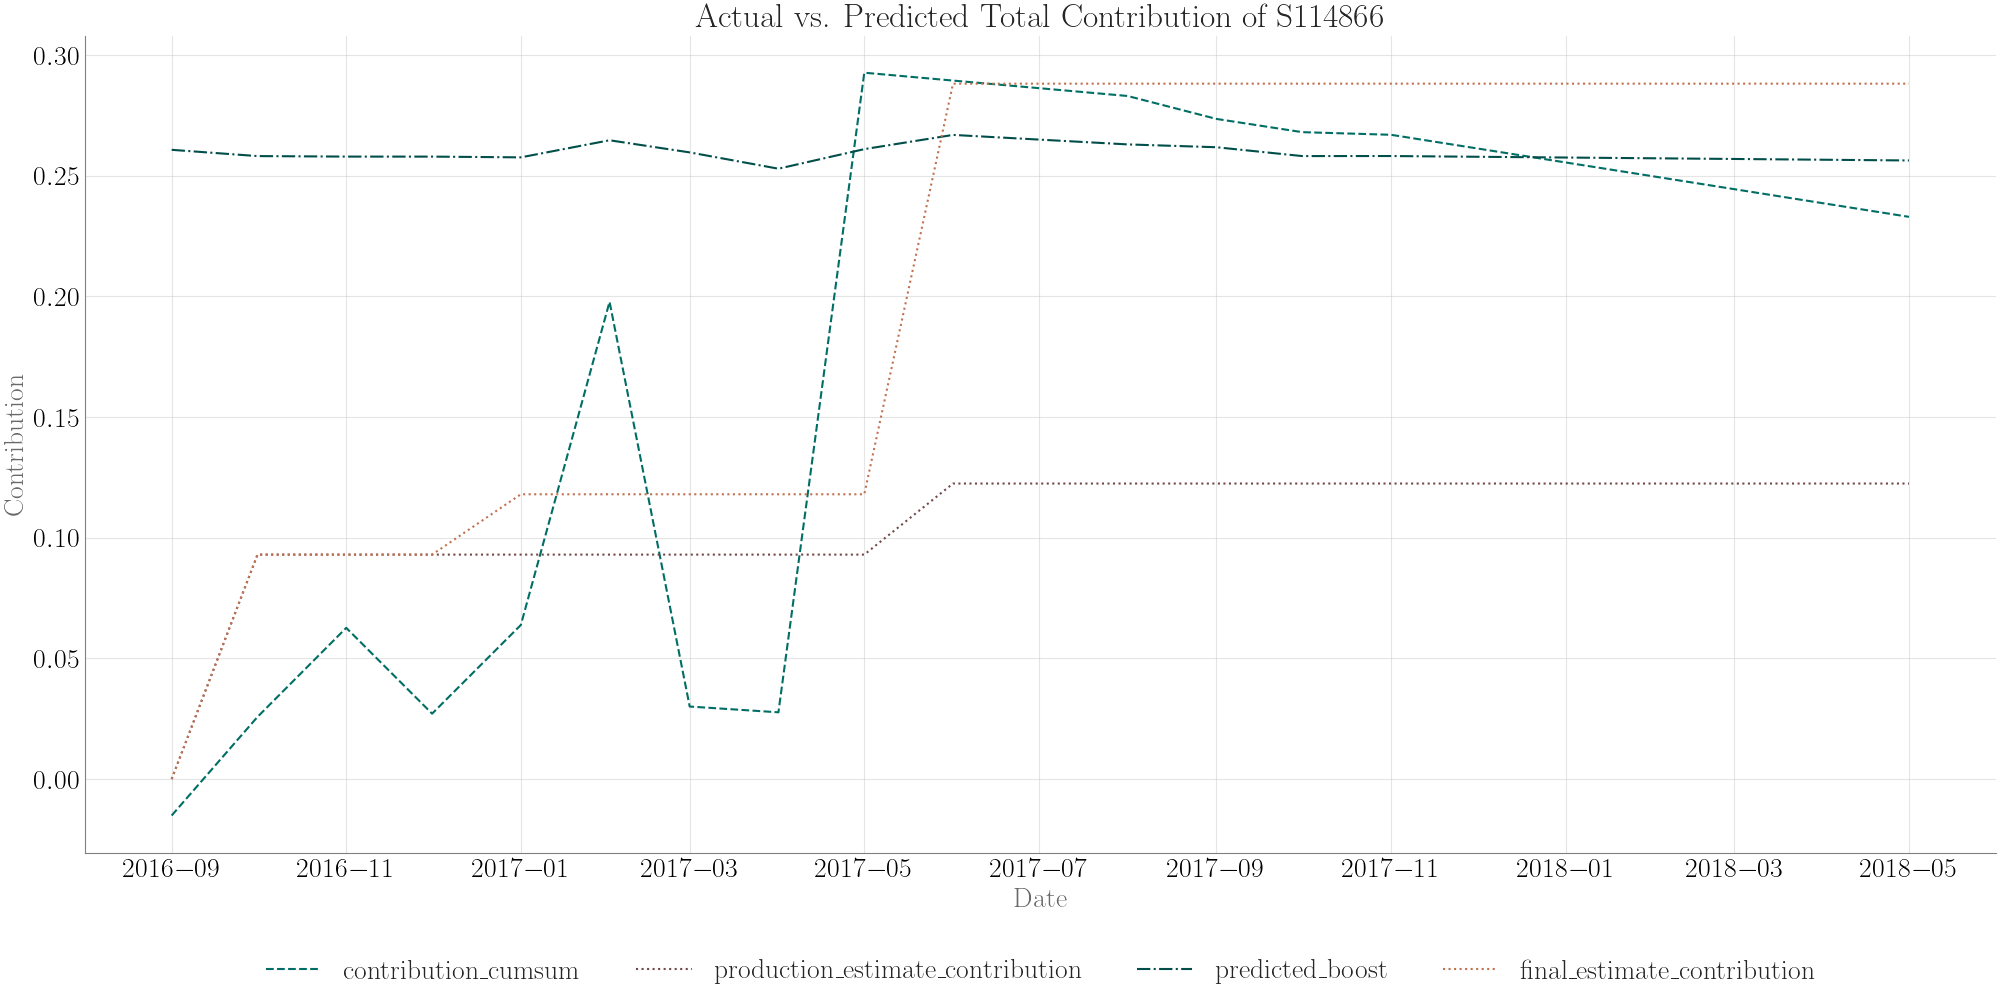 Actual vs. Predicted Total Contribution of S114866
0.30
0.25
0.20
0.15
0.10
0.05
0.00
Contribution
2016–09 2016–11 2017–01 2017–03 2017–05 2017–07 2017–09 2017–11 2018–01 2018–03 2018–05
Date
contribution_cumsum production_estimate_contribution predicted_boost final_estimate_contribution